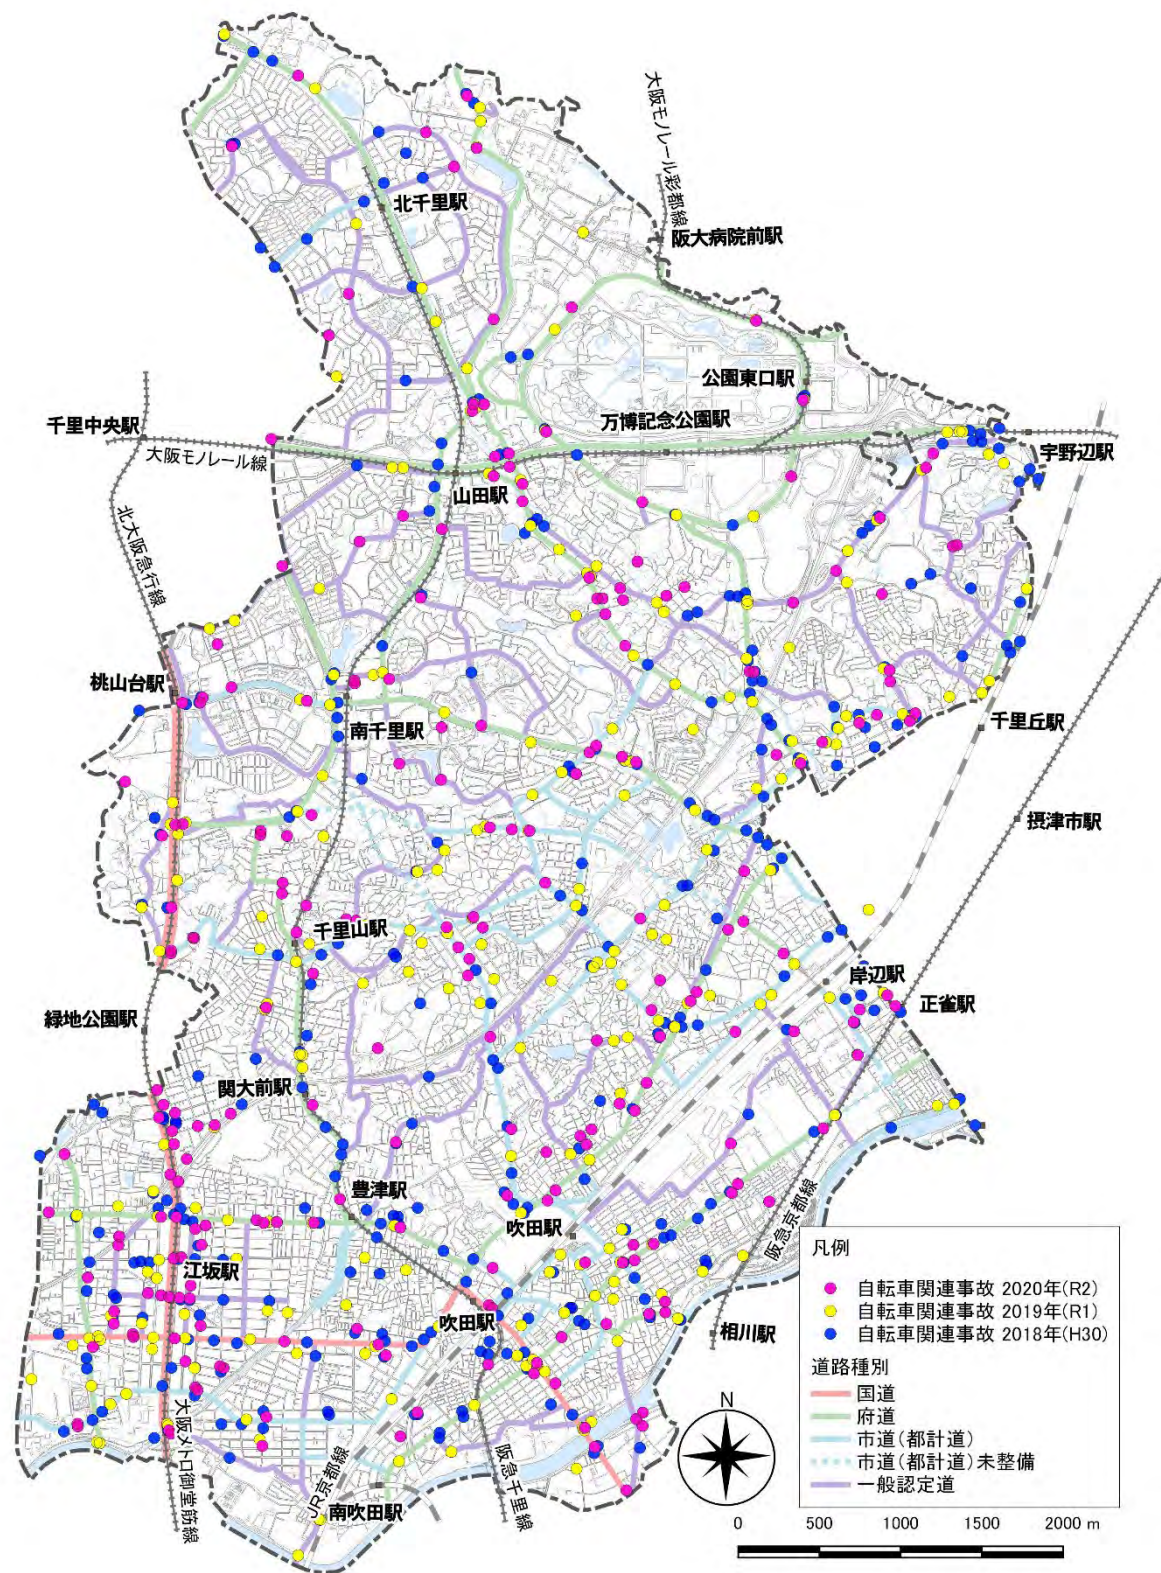 大阪モノレール彩都線
北千里駅
阪大病院前駅
公園東口駅
千里中央駅
万博記念公園駅
宇野辺駅
大阪モノレール線
山田駅
北大阪急行線
桃山台駅
南千里駅
千里丘駅
摂津市駅
千里山駅
岸辺駅
正雀駅
緑地公園駅
関大前駅
豊津駅
吹田駅
阪急京都線
江坂駅
吹田駅
相川駅
大阪メトロ御堂筋線
JR京都線
南吹田駅
阪急千里線
凡例
自転車関連事故 2020年(R2)
自転車関連事故 2019年(R1)
自転車関連事故 2018年(H30)
道路種別
国道
府道
市道(都計道)
市道(都計道)未整備
一般認定道
N
0 500 1000 2000 m